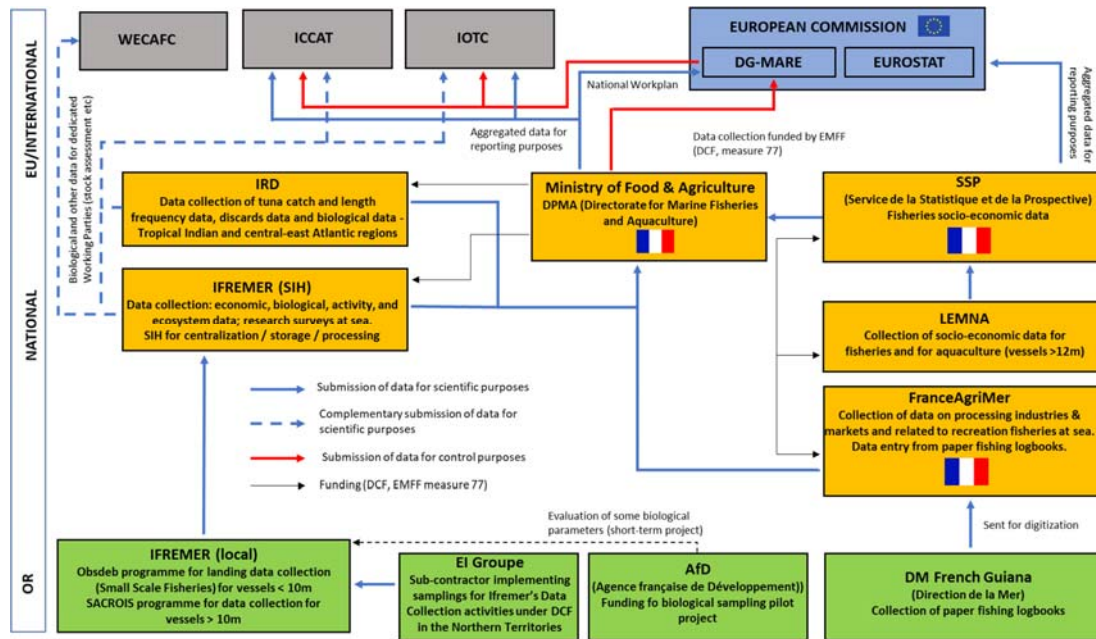 EU/INTERNATIONAL
NATIONAL
OR
WECAFC
ICCAT
IOTC
EUROPEAN COMMISSION
DG-MARE
EUROSTAT
National Workplan
Aggregated data for
reporting purposes
Data collection funded by EMFF
(DCF, measure 77)
Aggregated data for
reporting purposes
Biological and other data for dedicated
Working Parties (stock assessment etc)
IRD
Data collection of tuna catch and length
frequency data, discards data and biological data -
Tropical Indian and central-east Atlantic regions
Ministry of Food & Agriculture
DPMA (Directorate for Marine Fisheries
and Aquaculture)
SSP
(Service de la Statistique et de la Prospective)
Fisheries socio-economic data
IFREMER (SIH)
Data collection: economic, biological, activity, and
ecosystem data; research surveys at sea.
SIH for centralization / storage / processing
LEMNA
Collection of socio-economic data for
fisheries and for aquaculture (vessels >12m)
FranceAgriMer
Collection of data on processing industries &
markets and related to recreation fisheries at sea.
Data entry from paper fishing logbooks.
Submission of data for scientific purposes
Complementary submission of data for
scientific purposes
Submission of data for control purposes
Funding (DCF, EMFF measure 77)
Evaluation of some biological
parameters (short-term project)
Sent for digitization
IFREMER (local)
Obsdeb programme for landing data collection
(Small Scale Fisheries) for vessels < 10m
SACROIS programme for data collection for
vessels > 10m
EI Groupe
Sub-contractor implementing
samplings for Ifremer's Data
Collection activities under DCF
in the Northern Territories
AfD
(Agence française de Développement))
Funding fo biological sampling pilot
project
DM French Guiana
(Direction de la Mer)
Collection of paper fishing logbooks